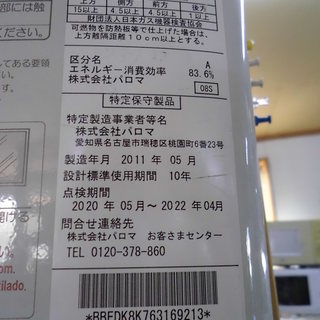 上方 側方 前方 後方
15以上 4.5以上 4.5以上
財団法人日本ガス機器検査協会
可燃物を防熱板等で仕上げた場合は、
上方離隔距離10cm以上とする。
区分名 A
エネルギー消費効率 83.6%
株式会社パロマ
08S
特定保守製品
特定製造事業者等名
株式会社パロマ
愛知県名古屋市瑞穂区桃園町6番23号
製造年月 2011年 05月
設計標準使用期間 10年
点検期間
2020年 05月～2022年 04月
問合せ連絡先
株式会社パロマ お客さまセンター
TEL 0120-378-860
*BBFDK8K763169213*